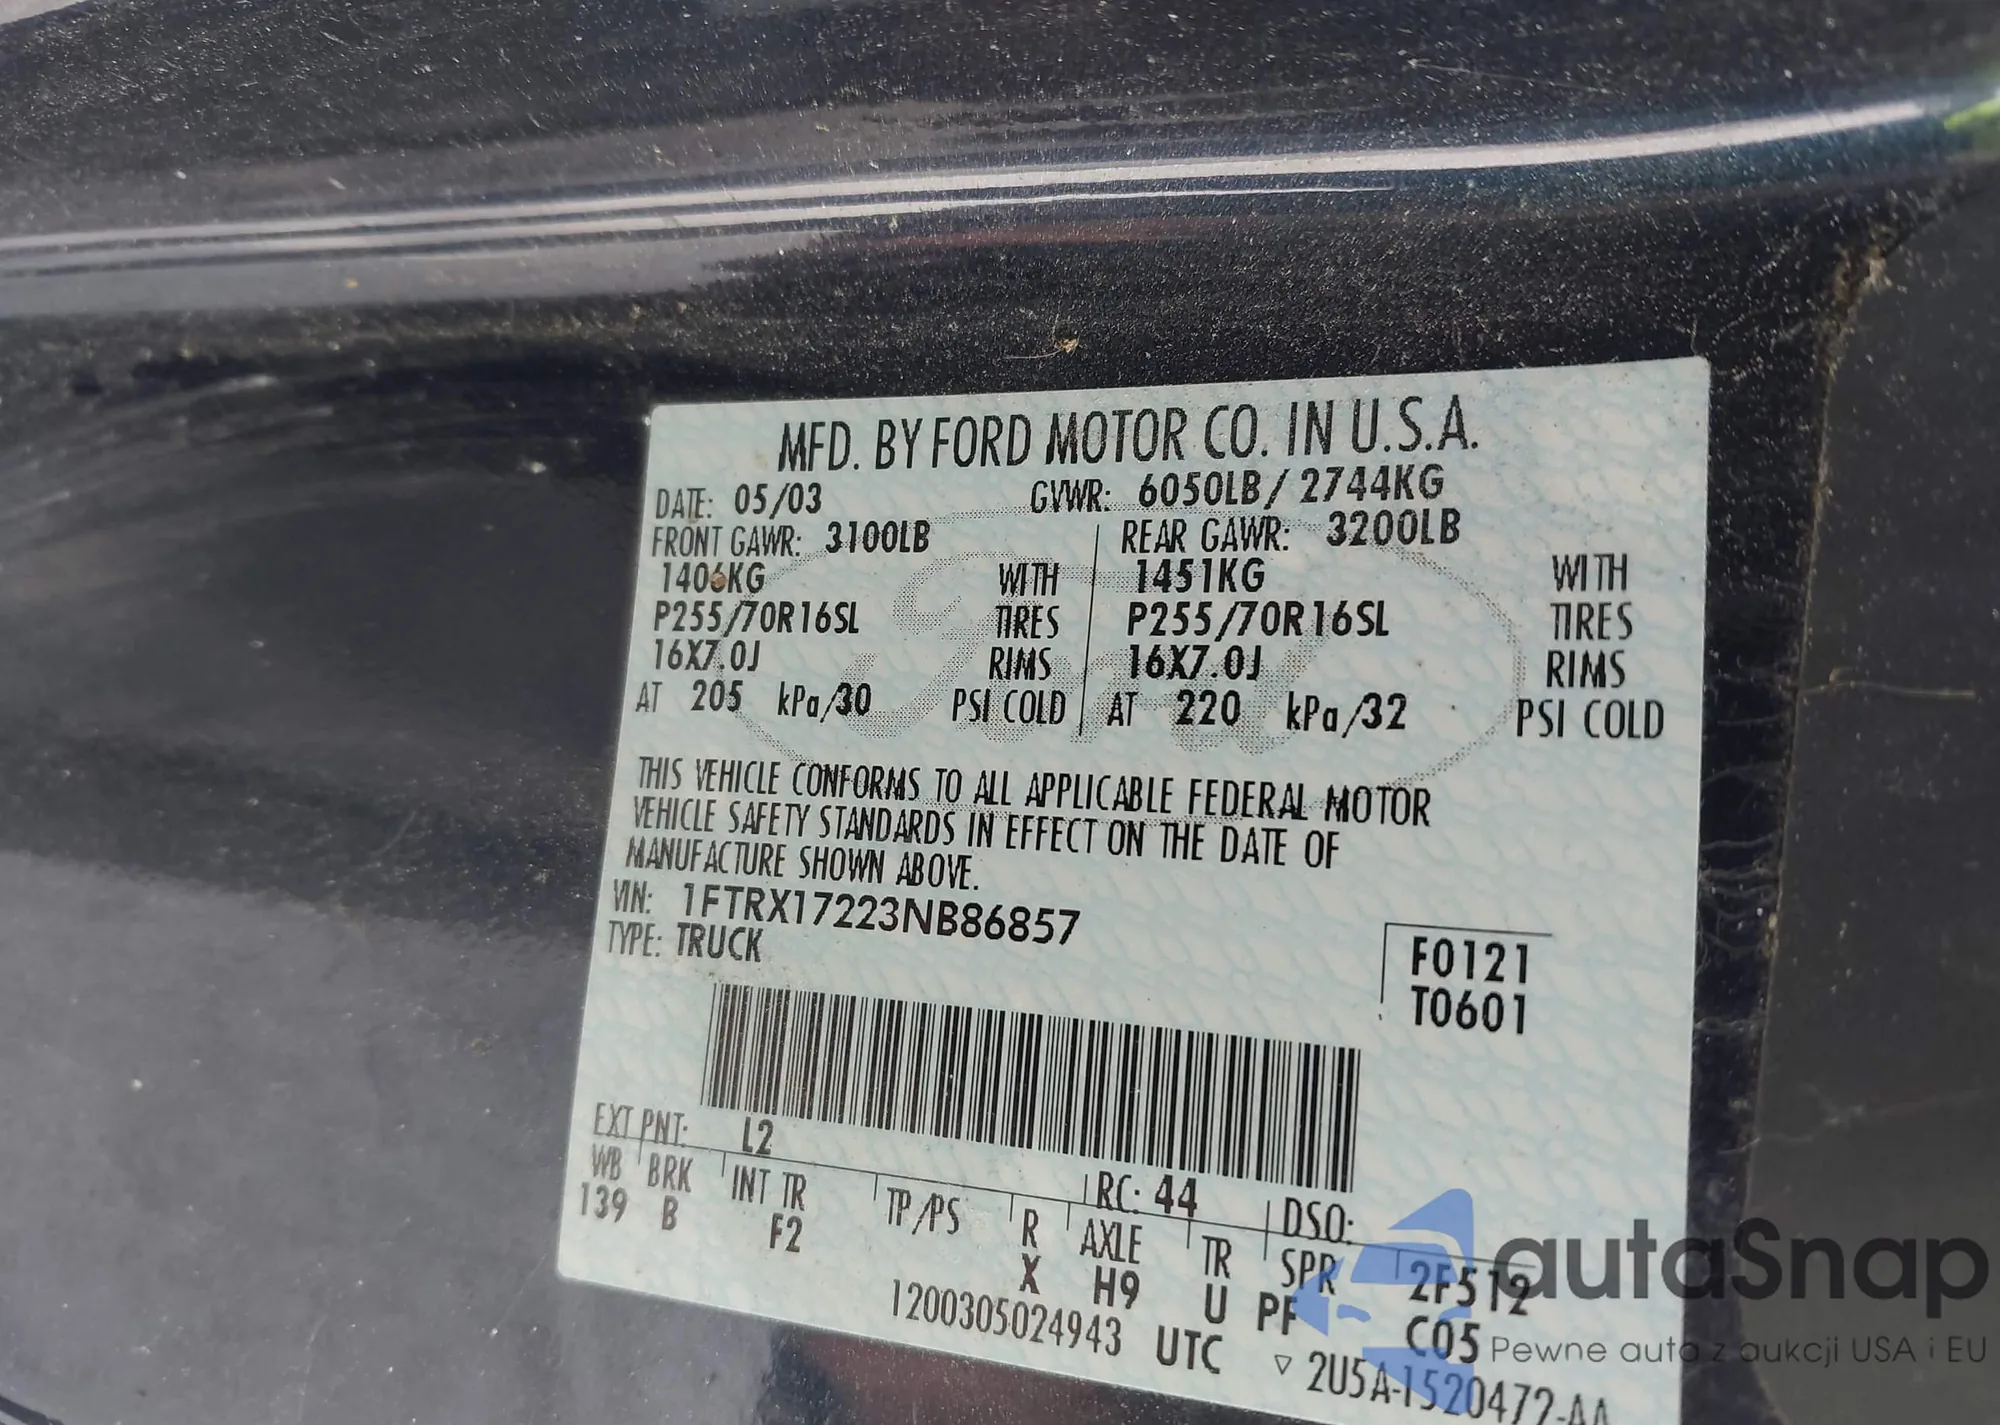 MFD. BY FORD MOTOR CO. IN U.S.A.
DATE: 05/03 GVWR: 6050LB / 2744KG
FRONT GAWR: 3100LB REAR GAWR: 3200LB
1406KG WITH 1451KG WITH
P255/70R16SL TIRES P255/70R16SL TIRES
16X7.0J RIMS 16X7.0J RIMS
AT 205 kPa/30 PSI COLD AT 220 kPa/32 PSI COLD
THIS VEHICLE CONFORMS TO ALL APPLICABLE FEDERAL MOTOR
VEHICLE SAFETY STANDARDS IN EFFECT ON THE DATE OF
MANUFACTURE SHOWN ABOVE.
VIN: 1FTRX17223NB86857
TYPE: TRUCK
F0121
T0601
EXT PNT: L2 RC: 44 DSO:
WB BRK INT TR TP/PS R AXLE TR SPR 2F512
139 B F2 X H9 U PF C05
1200305024943 UTC ▽ 2U5A-1520472-AA
Ford
autaSnap
Pewne auta z aukcji USA i EU